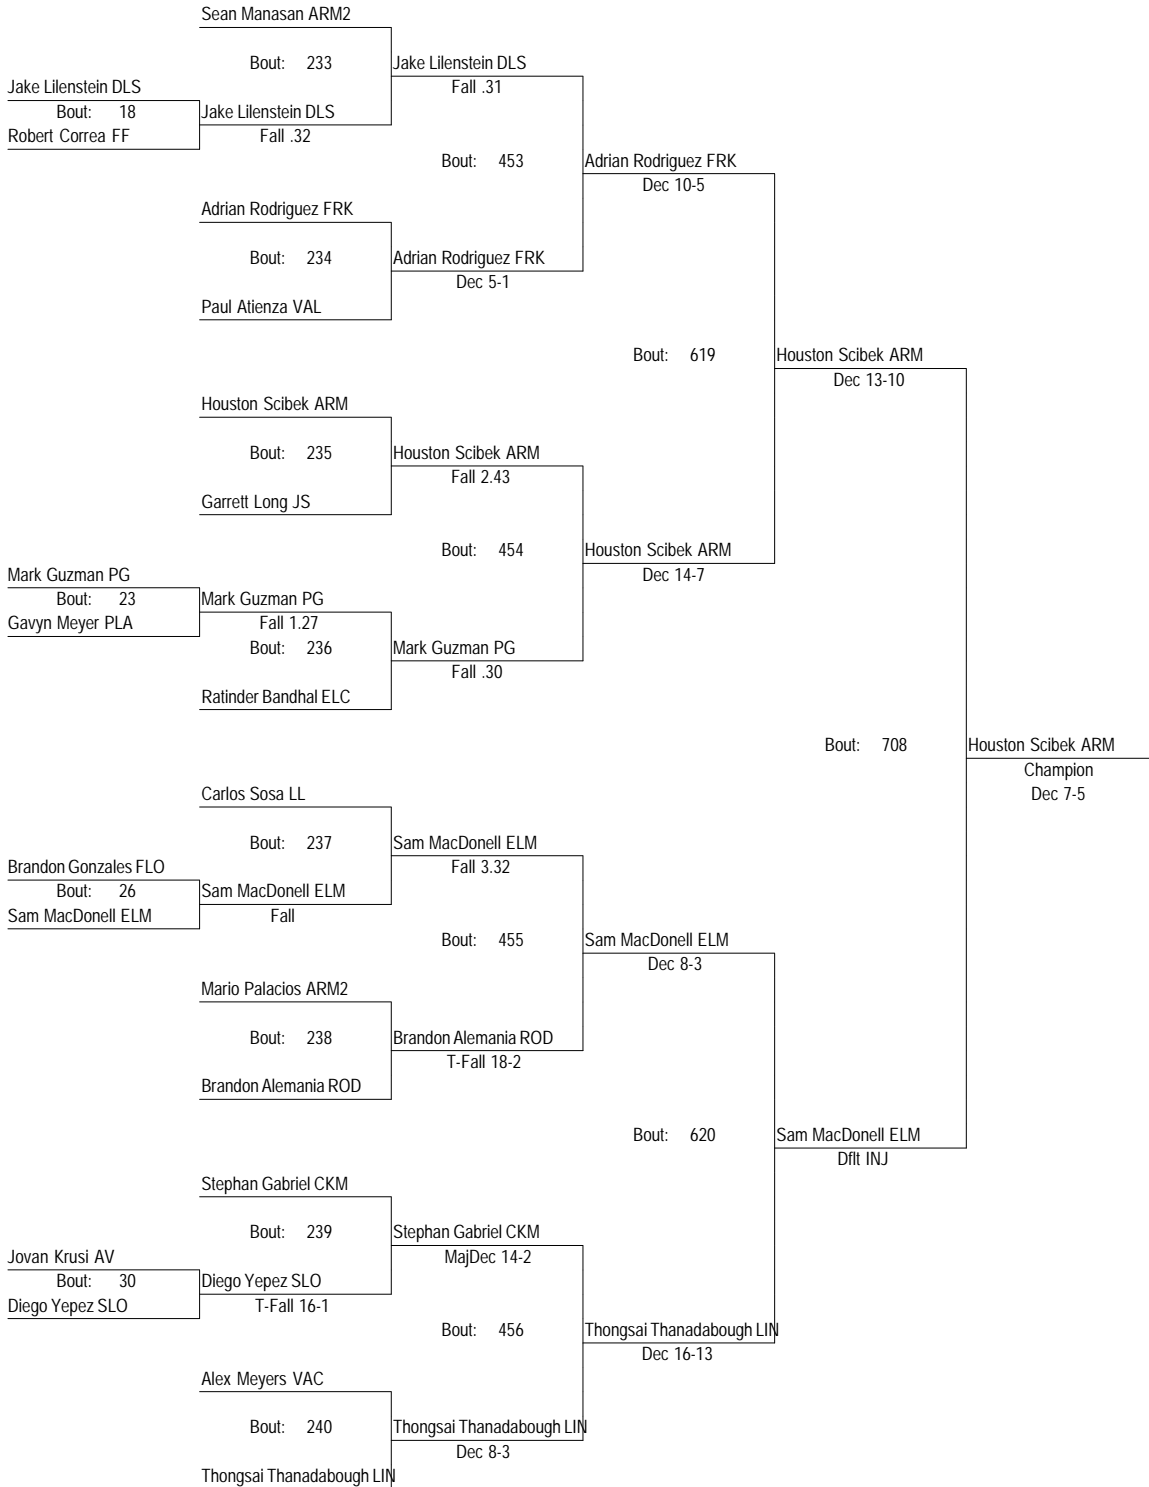 Sean Manasan ARM2
Bout: 233
Jake Lilenstein DLS
Fall .31
Jake Lilenstein DLS
Bout: 18
Jake Lilenstein DLS
Robert Correa FF
Fall .32
Bout: 453
Adrian Rodriguez FRK
Dec 10-5
Adrian Rodriguez FRK
Bout: 234
Adrian Rodriguez FRK
Dec 5-1
Paul Atienza VAL
Bout: 619
Houston Scibek ARM
Dec 13-10
Houston Scibek ARM
Bout: 235
Houston Scibek ARM
Fall 2.43
Garrett Long JS
Bout: 454
Houston Scibek ARM
Dec 14-7
Mark Guzman PG
Bout: 23
Mark Guzman PG
Gavyn Meyer PLA
Fall 1.27
Bout: 236
Mark Guzman PG
Fall .30
Ratinder Bandhal ELC
Bout: 708
Houston Scibek ARM
Champion
Dec 7-5
Carlos Sosa LL
Bout: 237
Sam MacDonell ELM
Fall 3.32
Brandon Gonzales FLO
Bout: 26
Sam MacDonell ELM
Sam MacDonell ELM
Fall
Bout: 455
Sam MacDonell ELM
Dec 8-3
Mario Palacios ARM2
Bout: 238
Brandon Alemania ROD
T-Fall 18-2
Brandon Alemania ROD
Bout: 620
Sam MacDonell ELM
Dflt INJ
Stephan Gabriel CKM
Bout: 239
Stephan Gabriel CKM
MajDec 14-2
Jovan Krusi AV
Bout: 30
Diego Yepez SLO
Diego Yepez SLO
T-Fall 16-1
Bout: 456
Thongsai Thanadabough LIN
Dec 16-13
Alex Meyers VAC
Bout: 240
Thongsai Thanadabough LIN
Dec 8-3
Thongsai Thanadabough LIN